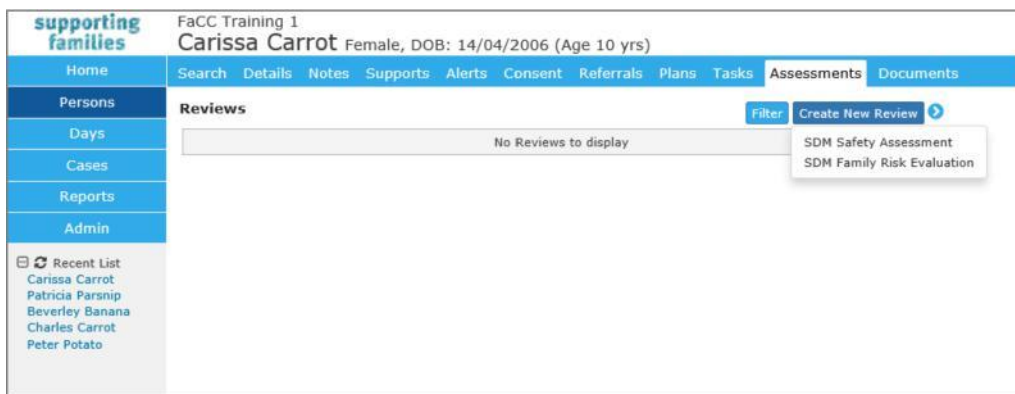 supporting
families
FaCC Training 1
Carissa Carrot Female, DOB: 14/04/2006 (Age 10 yrs)
Home
Persons
Days
Cases
Reports
Admin
Recent List
Carissa Carrot
Patricia Parsnip
Beverley Banana
Charles Carrot
Peter Potato
Search Details Notes Supports Alerts Consent Referrals Plans Tasks Assessments Documents
Reviews Filter Create New Review
No Reviews to display
SDM Safety Assessment
SDM Family Risk Evaluation